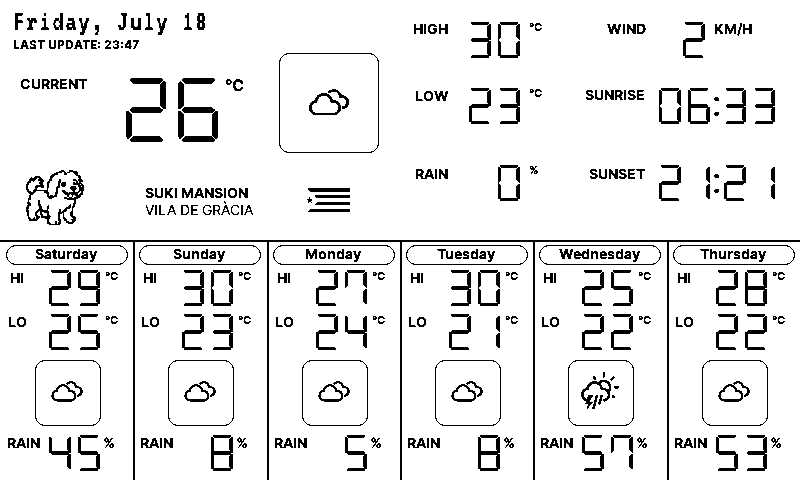 Friday, July 18
LAST UPDATE: 23:47
CURRENT 26 °C
HIGH 30 °C
WIND 2 KM/H
LOW 23 °C
SUNRISE 06:33
RAIN 0 %
SUNSET 21:21
SUKI MANSION
VILA DE GRÀCIA
Saturday
HI 29 °C
LO 25 °C
RAIN 45 %
Sunday
HI 30 °C
LO 23 °C
RAIN 8 %
Monday
HI 27 °C
LO 24 °C
RAIN 5 %
Tuesday
HI 30 °C
LO 21 °C
RAIN 8 %
Wednesday
HI 25 °C
LO 22 °C
RAIN 57 %
Thursday
HI 28 °C
LO 22 °C
RAIN 53 %